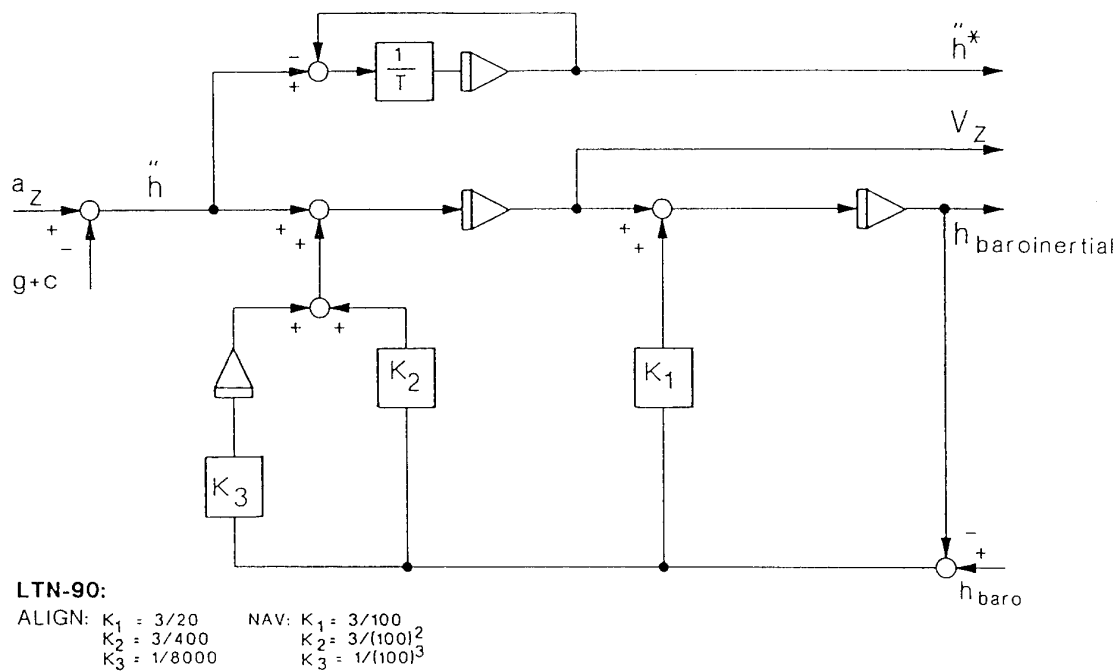 ḧ*
- +
1/T
V_Z
a_Z
ḧ
+ -
g+c
+ +
+ +
h_baroinertial
+ +
K_2
K_1
K_3
- +
h_baro
LTN-90:
ALIGN: K_1 = 3/20 NAV: K_1 = 3/100
K_2 = 3/400 K_2 = 3/(100)^2
K_3 = 1/8000 K_3 = 1/(100)^3